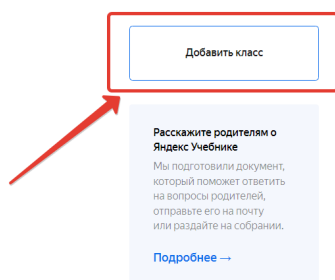 Добавить класс
Расскажите родителям о
Яндекс Учебнике
Мы подготовили документ,
который поможет ответить
на вопросы родителей,
отправьте его на почту
или раздайте на собрании.
Подробнее →